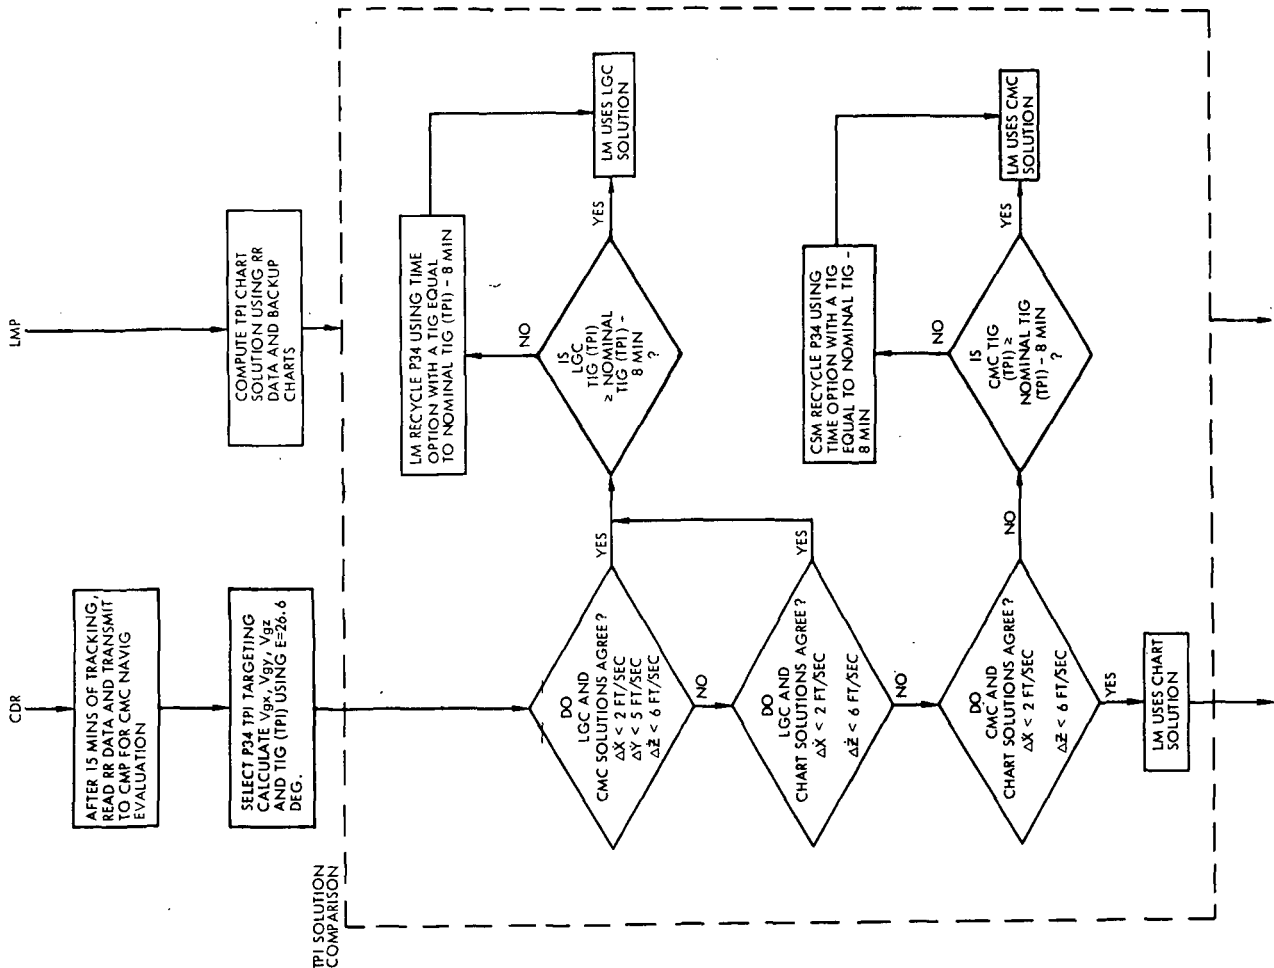 CDR
AFTER 15 MINS OF TRACKING,
READ RR DATA AND TRANSMIT
TO CMP FOR CMC NAVIG
EVALUATION
SELECT P34 TPI TARGETING
CALCULATE Vgx, Vgy, Vgz
AND TIG (TPI) USING E=26.6
DEG.
LMP
COMPUTE TPI CHART
SOLUTION USING RR
DATA AND BACKUP
CHARTS
TPI SOLUTION
COMPARISON
DO
LGC AND
CMC SOLUTIONS AGREE?
ΔẊ < 2 FT/SEC
ΔẎ < 5 FT/SEC
ΔŻ < 6 FT/SEC
YES
NO
IS
LGC
TIG (TPI)
≥ NOMINAL
TIG (TPI) -
8 MIN
?
NO
YES
LM RECYCLE P34 USING TIME
OPTION WITH A TIG EQUAL
TO NOMINAL TIG (TPI) - 8 MIN
LM USES LGC
SOLUTION
DO
LGC AND
CHART SOLUTIONS AGREE?
ΔẊ < 2 FT/SEC
ΔŻ < 6 FT/SEC
YES
NO
DO
CMC AND
CHART SOLUTIONS AGREE?
ΔẊ < 2 FT/SEC
ΔŻ < 6 FT/SEC
NO
YES
IS
CMC TIG
(TPI) ≥
NOMINAL TIG
(TPI) - 8 MIN
?
NO
YES
CSM RECYCLE P34 USING
TIME OPTION WITH A TIG
EQUAL TO NOMINAL TIG -
8 MIN
LM USES CMC
SOLUTION
LM USES CHART
SOLUTION